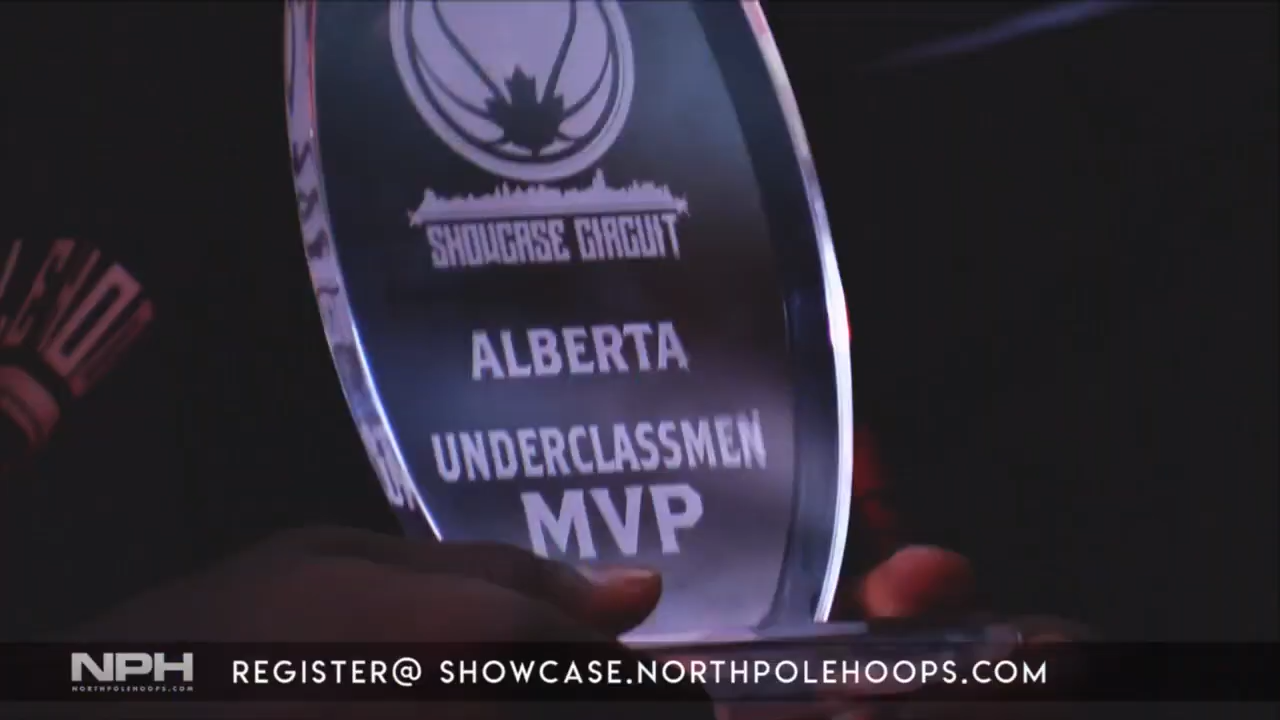 SHOWCASE CIRCUIT
ALBERTA
UNDERCLASSMEN
MVP
NPH
NORTHPOLEHOOPS.COM
REGISTER@ SHOWCASE.NORTHPOLEHOOPS.COM